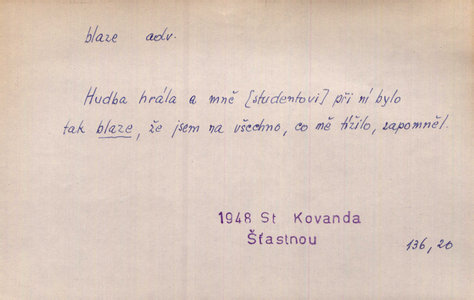 blaze adv.
Hudba hrála a mně [studentovi] při ní bylo
tak blaze, že jsem na všechno, co mě tížilo, zapomněl.
1948 St Kovanda
Šťastnou
136, 20